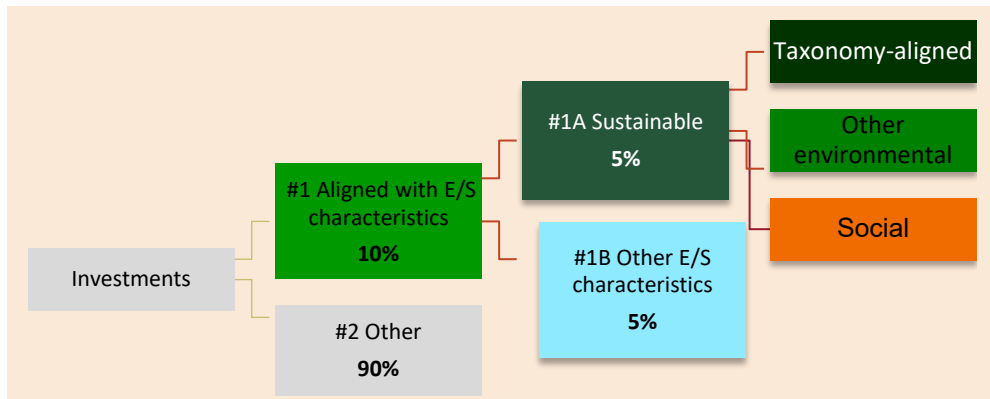 Investments
#1 Aligned with E/S
characteristics
10%
#2 Other
90%
#1A Sustainable
5%
#1B Other E/S
characteristics
5%
Taxonomy-aligned
Other
environmental
Social